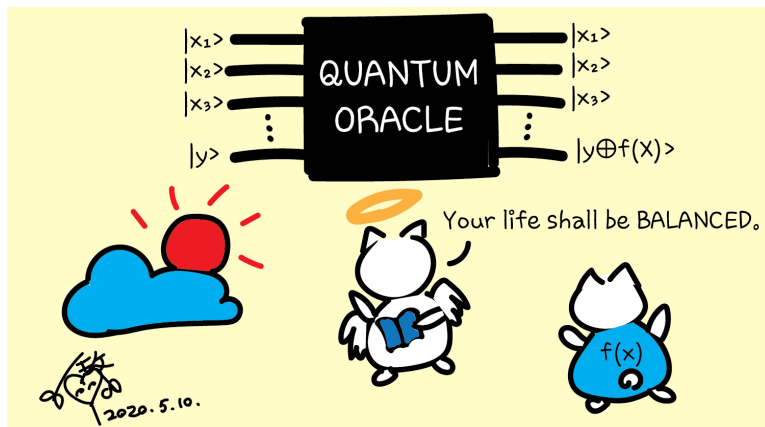 |x₁>
|x₂>
|x₃>
|y>
QUANTUM
ORACLE
|x₁>
|x₂>
|x₃>
|y⊕f(X)>
Your life shall be BALANCED。
f(x)
2020.5.10.